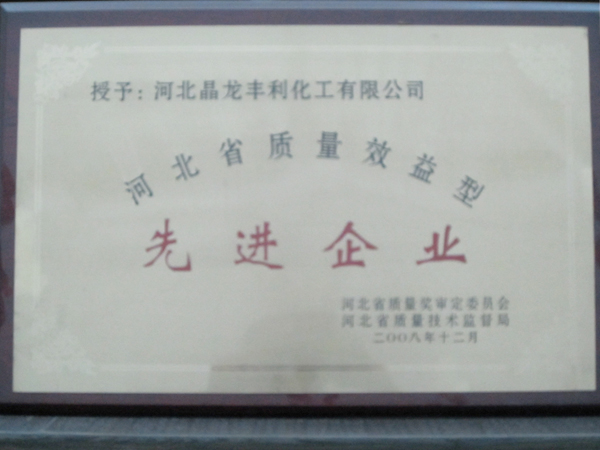 授予：河北晶龙丰利化工有限公司
河北省质量效益型
先进企业
河北省质量奖审定委员会
河北省质量技术监督局
二〇〇八年十二月